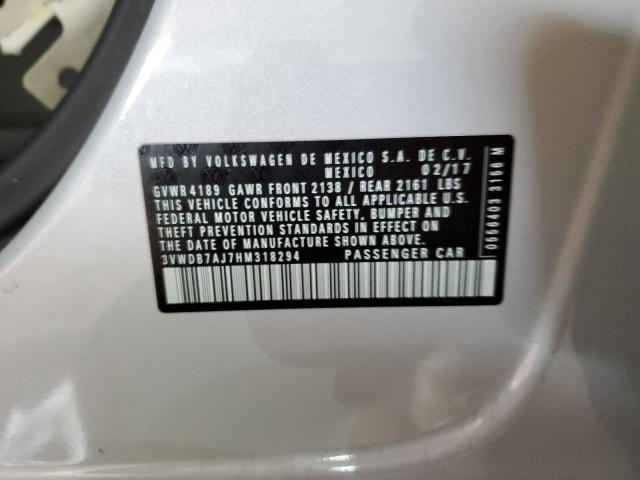 MFD BY VOLKSWAGEN DE MEXICO S.A. DE C.V.
MEXICO 02/17
GVWR 4189 GAWR FRONT 2138 / REAR 2161 LBS
THIS VEHICLE CONFORMS TO ALL APPLICABLE U.S.
FEDERAL MOTOR VEHICLE SAFETY, BUMPER AND
THEFT PREVENTION STANDARDS IN EFFECT ON THE
DATE OF MANUFACTURE SHOWN ABOVE.
3VWDB7AJ7HM318294 PASSENGER CAR
0556403 3150 M